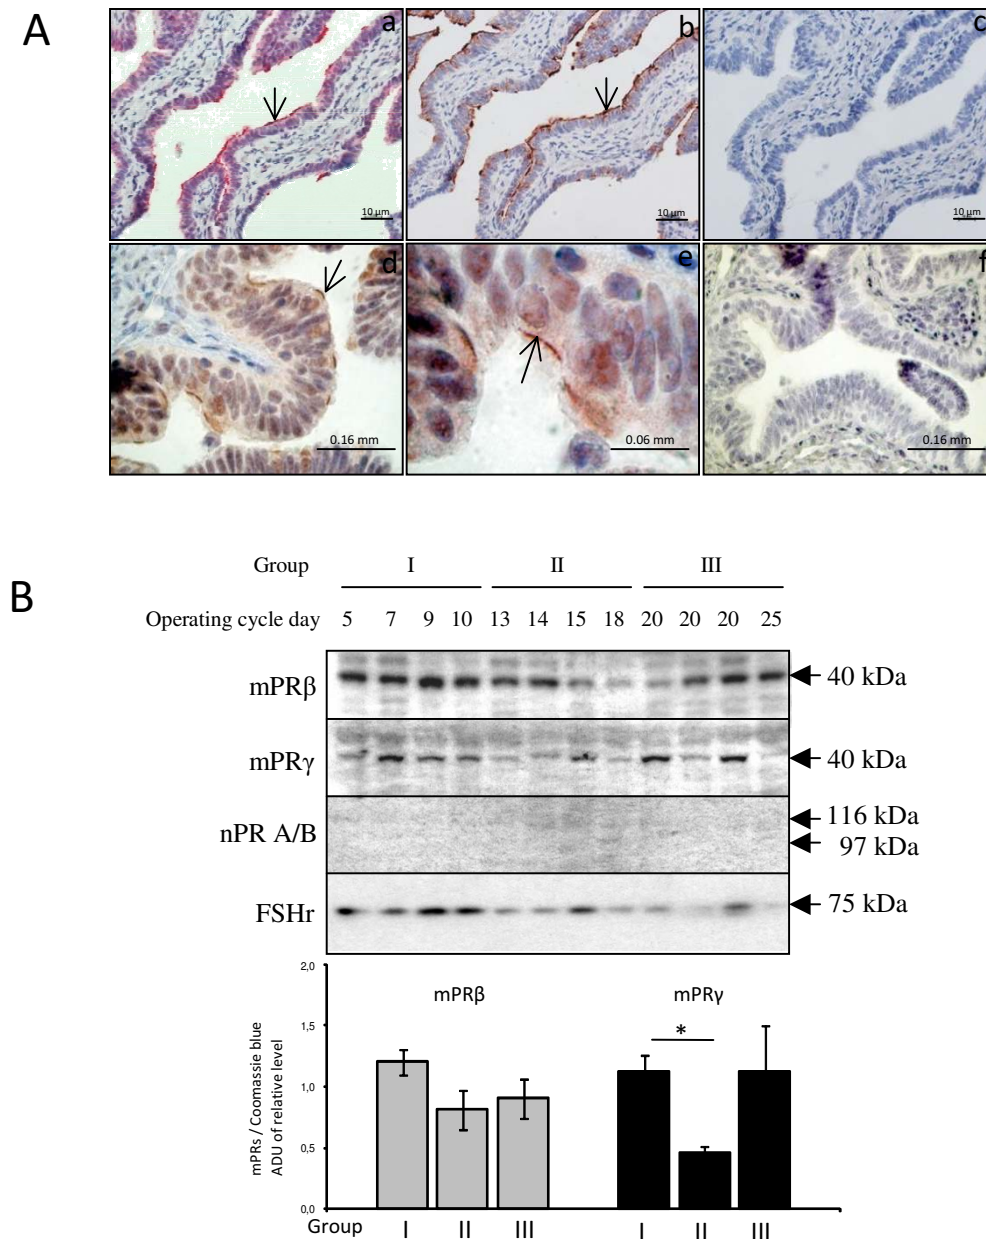 A
a
b
c
10 µm
10 µm
10 µm
d
e
f
0.16 mm
0.06 mm
0.16 mm
B
Group I II III
Operating cycle day 5 7 9 10 13 14 15 18 20 20 20 25
mPRβ 40 kDa
mPRγ 40 kDa
nPR A/B 116 kDa
97 kDa
FSHr 75 kDa
mPRs / Coomassie blue
ADU of relative level
2,0
1,5
1,0
0,5
0,0
mPRβ mPRγ
*
Group I II III I II III